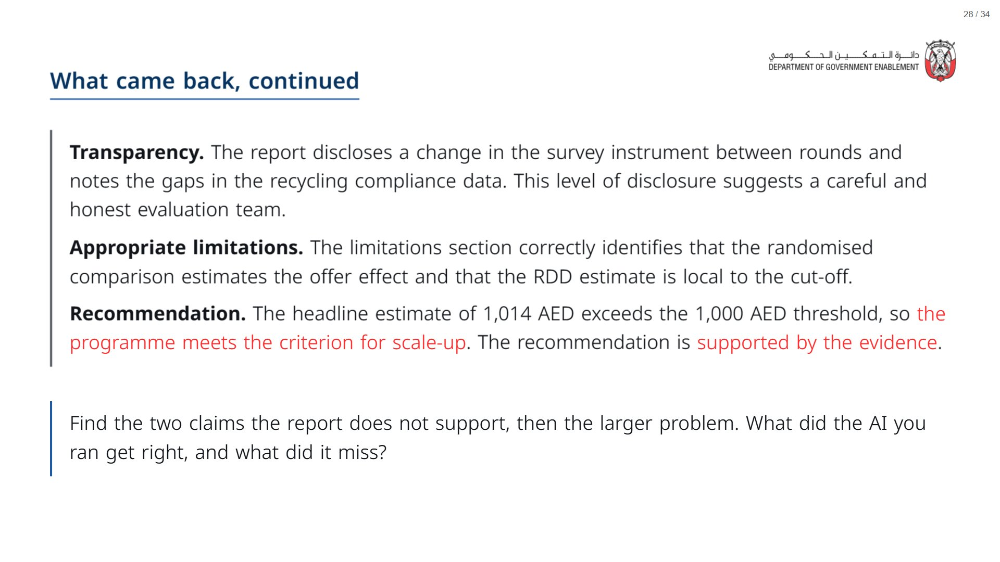 28 / 34
دائرة التمكين الحكومي
DEPARTMENT OF GOVERNMENT ENABLEMENT
What came back, continued
Transparency. The report discloses a change in the survey instrument between rounds and
notes the gaps in the recycling compliance data. This level of disclosure suggests a careful and
honest evaluation team.
Appropriate limitations. The limitations section correctly identifies that the randomised
comparison estimates the offer effect and that the RDD estimate is local to the cut-off.
Recommendation. The headline estimate of 1,014 AED exceeds the 1,000 AED threshold, so the
programme meets the criterion for scale-up. The recommendation is supported by the evidence.
Find the two claims the report does not support, then the larger problem. What did the AI you
ran get right, and what did it miss?